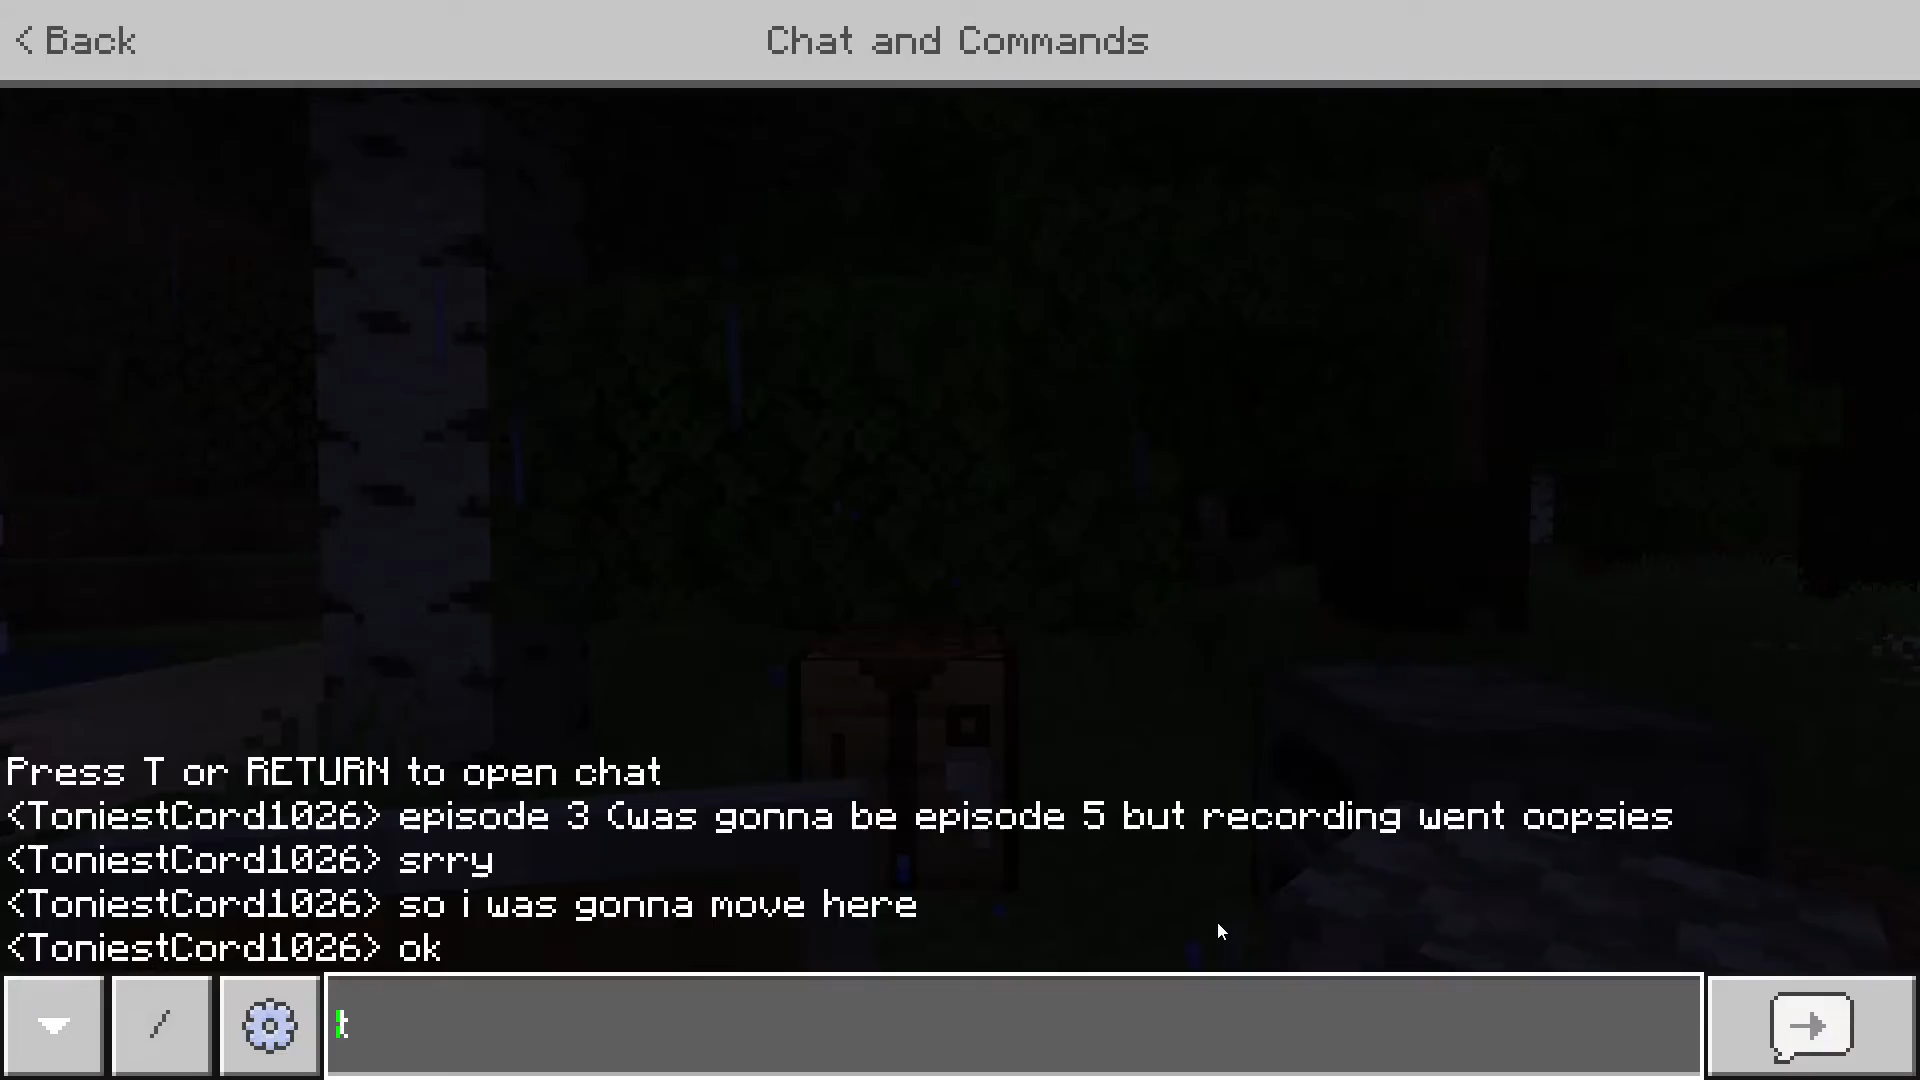 < Back
Chat and Commands
Press T or RETURN to open chat
<ToniestCord1026> episode 3 (was gonna be episode 5 but recording went oopsies
<ToniestCord1026> srry
<ToniestCord1026> so i was gonna move here
<ToniestCord1026> ok
/
t